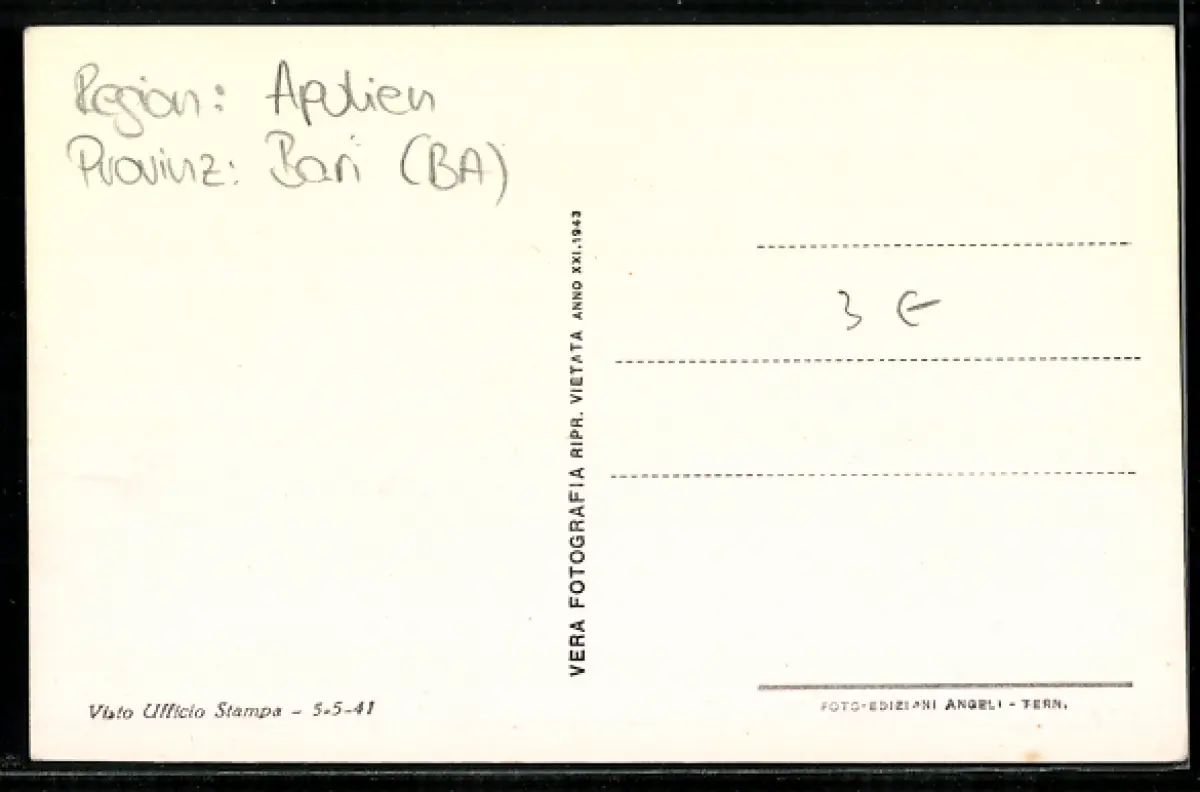 Region: Apulien
Provinz: Bari (BA)
VERA FOTOGRAFIA RIPR. VIETATA ANNO XXI.1943
3 €
Visto Ufficio Stampa - 5-5-41
FOTO-EDIZIONI ANGELI - TERN.